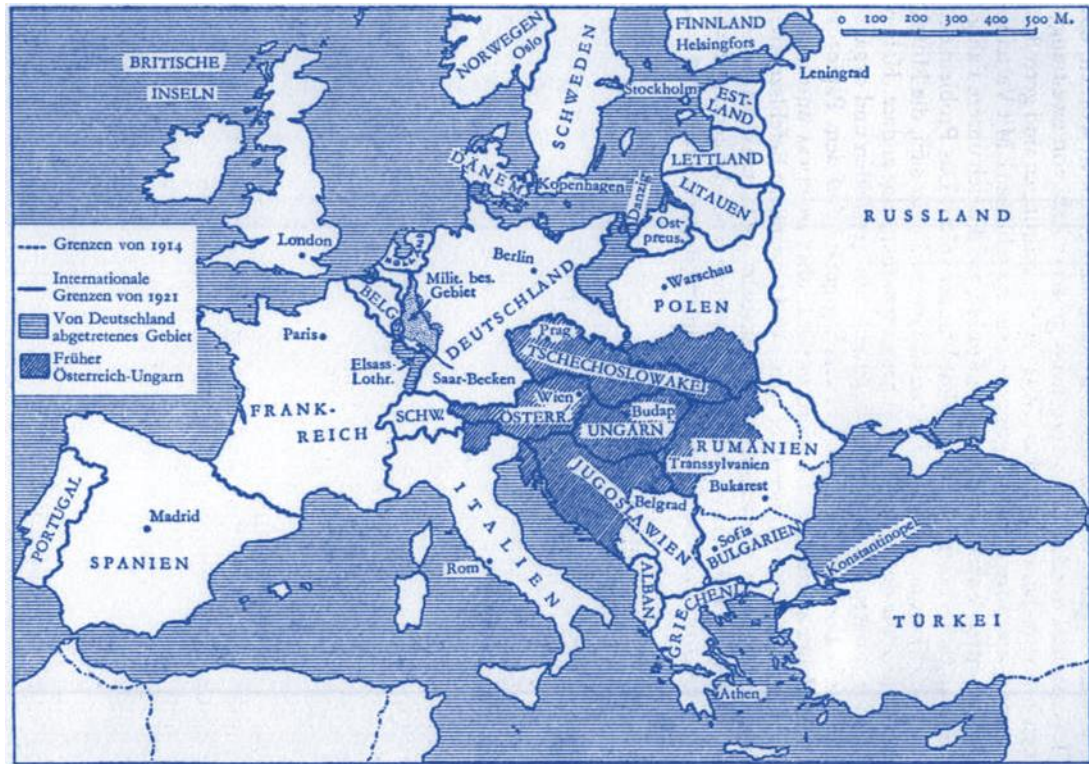 NORWEGEN
Oslo
SCHWEDEN
FINNLAND
Helsingfors
0 100 200 300 400 500 M.
Leningrad
BRITISCHE
INSELN
Stockholm
EST-
LAND
LETTLAND
LITAUEN
DÄNEM
Kopenhagen
Danzig
Ost-
preus.
RUSSLAND
Grenzen von 1914
Internationale
Grenzen von 1921
Von Deutschland
abgetretenes Gebiet
Früher
Österreich-Ungarn
London
Berlin
Milit. bes.
Gebiet
BELG
DEUTSCHLAND
Warschau
POLEN
Paris
Prag
TSCHECHOSLOWAKEI
Elsass-
Lothr.
Saar-Becken
FRANK-
REICH
SCHW.
Wien
ÖSTERR.
Budap
UNGARN
RUMÄNIEN
Transsylvanien
Bukarest
JUGOSLAWIEN
Belgrad
ITALIEN
PORTUGAL
Madrid
SPANIEN
Rom
Sofia
BULGARIEN
Konstantinopel
ALBAN
GRIECHENL
TÜRKEI
Athen